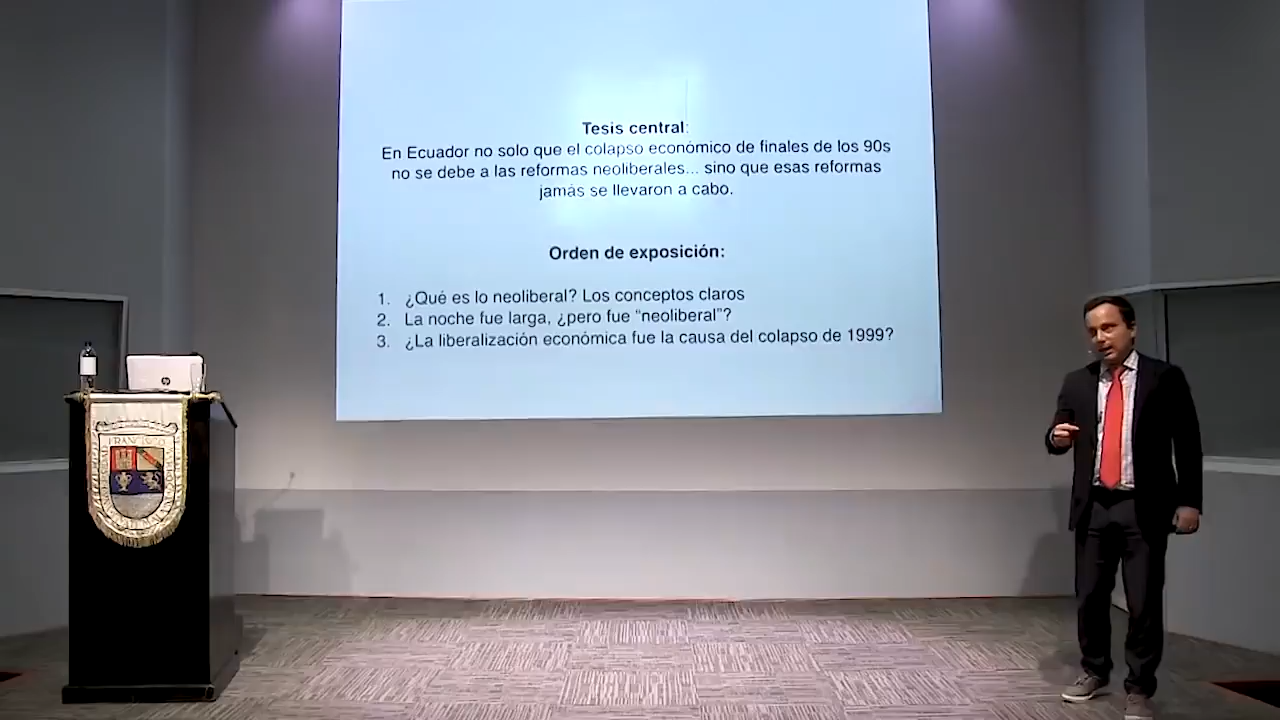 Tesis central:
En Ecuador no solo que el colapso económico de finales de los 90s
no se debe a las reformas neoliberales... sino que esas reformas
jamás se llevaron a cabo.
Orden de exposición:
1. ¿Qué es lo neoliberal? Los conceptos claros
2. La noche fue larga, ¿pero fue “neoliberal”?
3. ¿La liberalización económica fue la causa del colapso de 1999?
hp
FRANCISCO